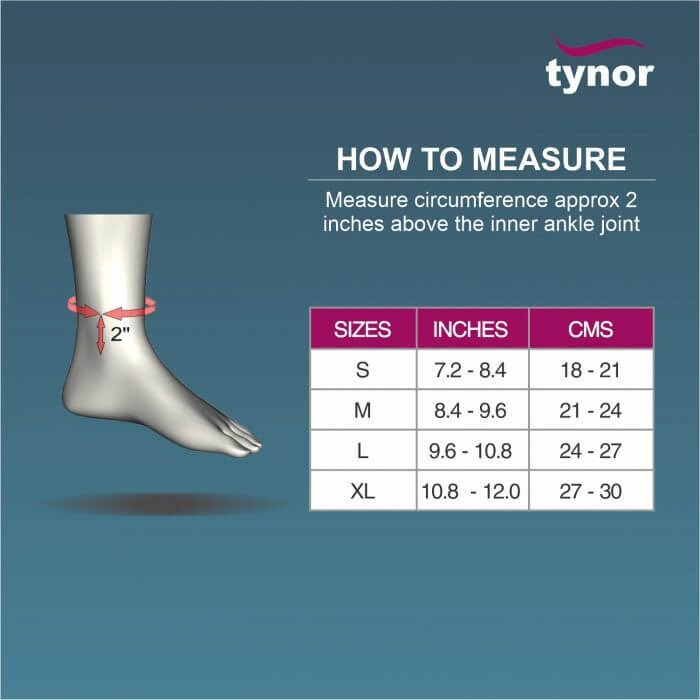 tynor
HOW TO MEASURE
Measure circumference approx 2
inches above the inner ankle joint
2"
SIZES INCHES CMS
S 7.2 - 8.4 18 - 21
M 8.4 - 9.6 21 - 24
L 9.6 - 10.8 24 - 27
XL 10.8 - 12.0 27 - 30